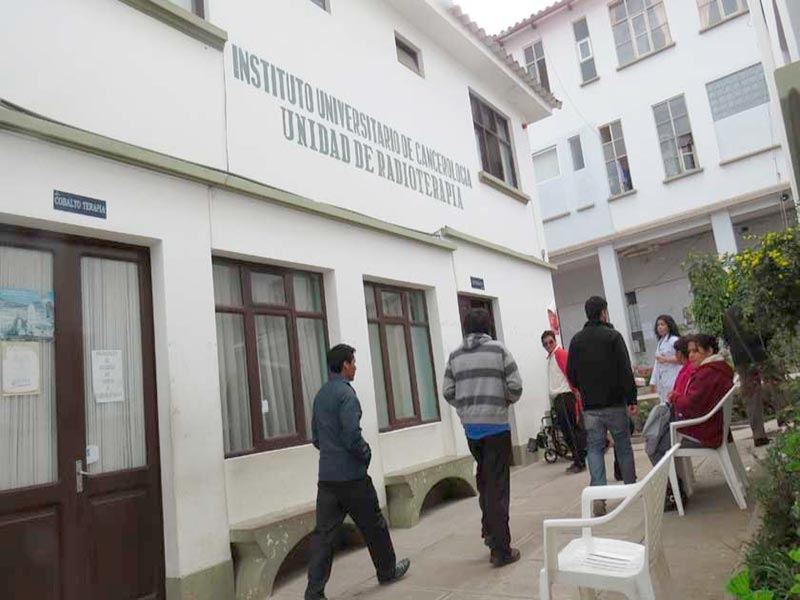 INSTITUTO UNIVERSITARIO DE CANCEROLOGIA
UNIDAD DE RADIOTERAPIA
COBALTO TERAPIA